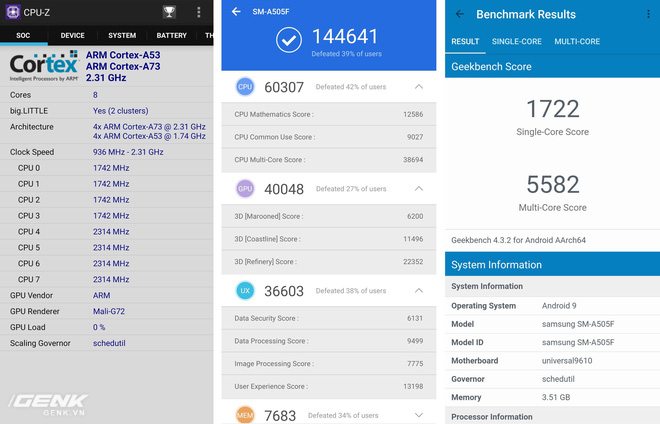 CPU-Z
SOC DEVICE SYSTEM BATTERY TH
Cortex
Intelligent Processors by ARM®
ARM Cortex-A53
ARM Cortex-A73
2.31 GHz
Cores 8
big.LITTLE Yes (2 clusters)
Architecture 4x ARM Cortex-A73 @ 2.31 GHz
4x ARM Cortex-A53 @ 1.74 GHz
Clock Speed 936 MHz - 2.31 GHz
CPU 0 1742 MHz
CPU 1 1742 MHz
CPU 2 1742 MHz
CPU 3 1742 MHz
CPU 4 2314 MHz
CPU 5 2314 MHz
CPU 6 2314 MHz
CPU 7 2314 MHz
GPU Vendor ARM
GPU Renderer Mali-G72
GPU Load 0 %
Scaling Governor schedutil
GENK
GENK.VN
SM-A505F
144641
Defeated 39% of users
CPU 60307 Defeated 42% of users
CPU Mathematics Score : 12586
CPU Common Use Score : 9027
CPU Multi-Core Score : 38694
GPU 40048 Defeated 27% of users
3D [Marooned] Score : 6200
3D [Coastline] Score : 11496
3D [Refinery] Score : 22352
UX 36603 Defeated 38% of users
Data Security Score : 6131
Data Processing Score : 9499
Image Processing Score : 7775
User Experience Score : 13198
MEM 7683 Defeated 34% of users
Benchmark Results
RESULT SINGLE-CORE MULTI-CORE
Geekbench Score
1722
Single-Core Score
5582
Multi-Core Score
Geekbench 4.3.2 for Android AArch64
System Information
System Information
Operating System Android 9
Model samsung SM-A505F
Model ID samsung SM-A505F
Motherboard universal9610
Governor schedutil
Memory 3.51 GB
Processor Information